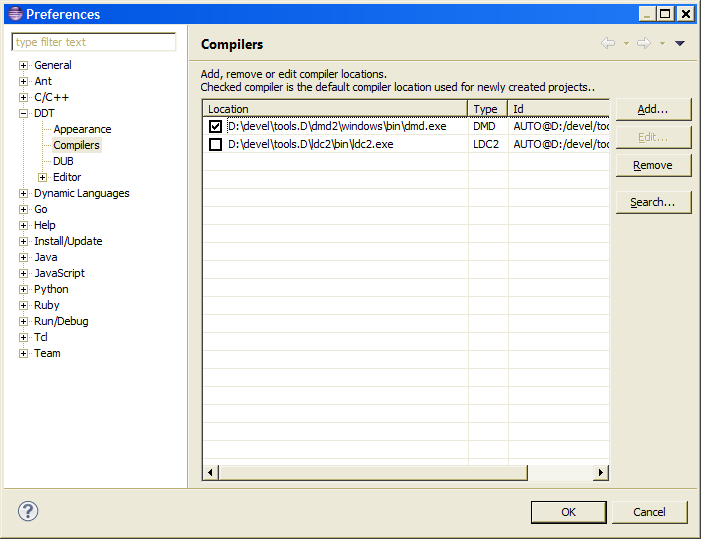 Preferences
type filter text
General
Ant
C/C++
DDT
Appearance
Compilers
DUB
Editor
Dynamic Languages
Go
Help
Install/Update
Java
JavaScript
Python
Ruby
Run/Debug
Tcl
Team
Compilers
Add, remove or edit compiler locations.
Checked compiler is the default compiler location used for newly created projects..
Location Type Id
D:\devel\tools.D\dmd2\windows\bin\dmd.exe DMD AUTO@D:/devel/too
D:\devel\tools.D\ldc2\bin\ldc2.exe LDC2 AUTO@D:/devel/too
Add...
Edit...
Remove
Search...
OK Cancel